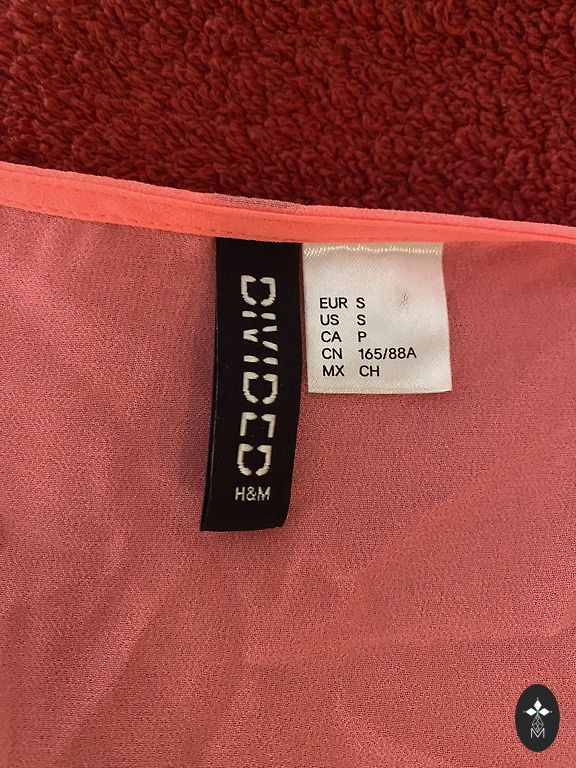 DIVIDED
H&M
EUR S
US S
CA P
CN 165/88A
MX CH
M